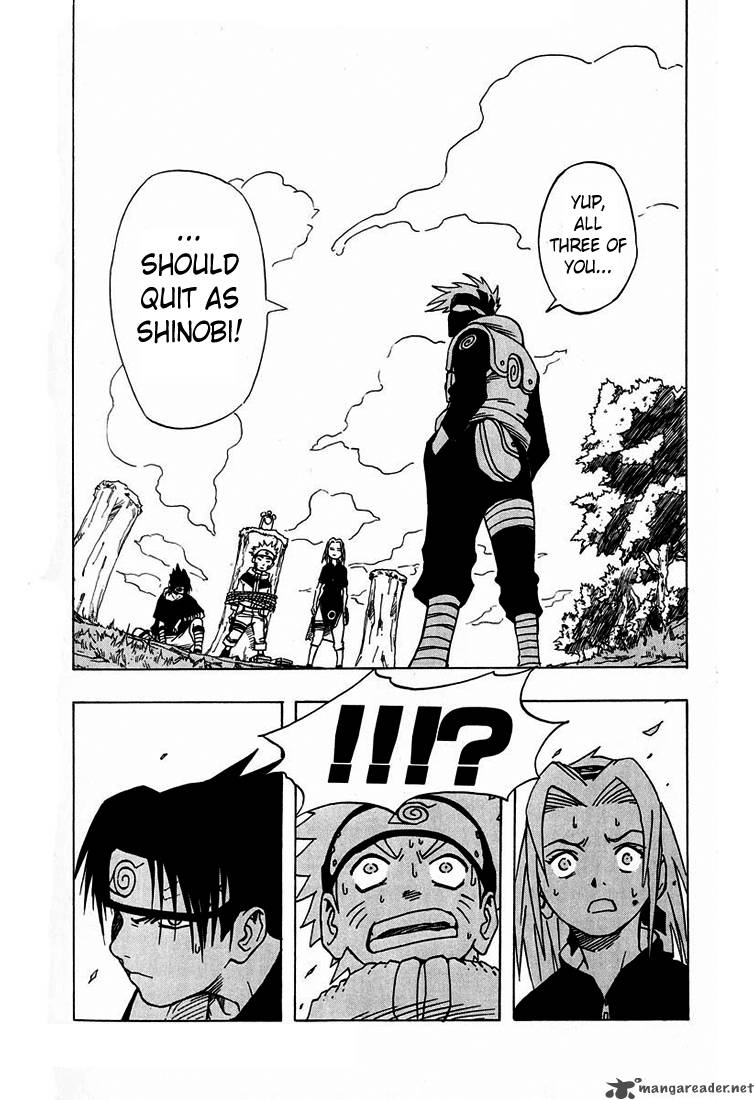 YUP,
ALL
THREE OF
YOU...
...
SHOULD
QUIT AS
SHINOBI!
!!!?
mangareader.net